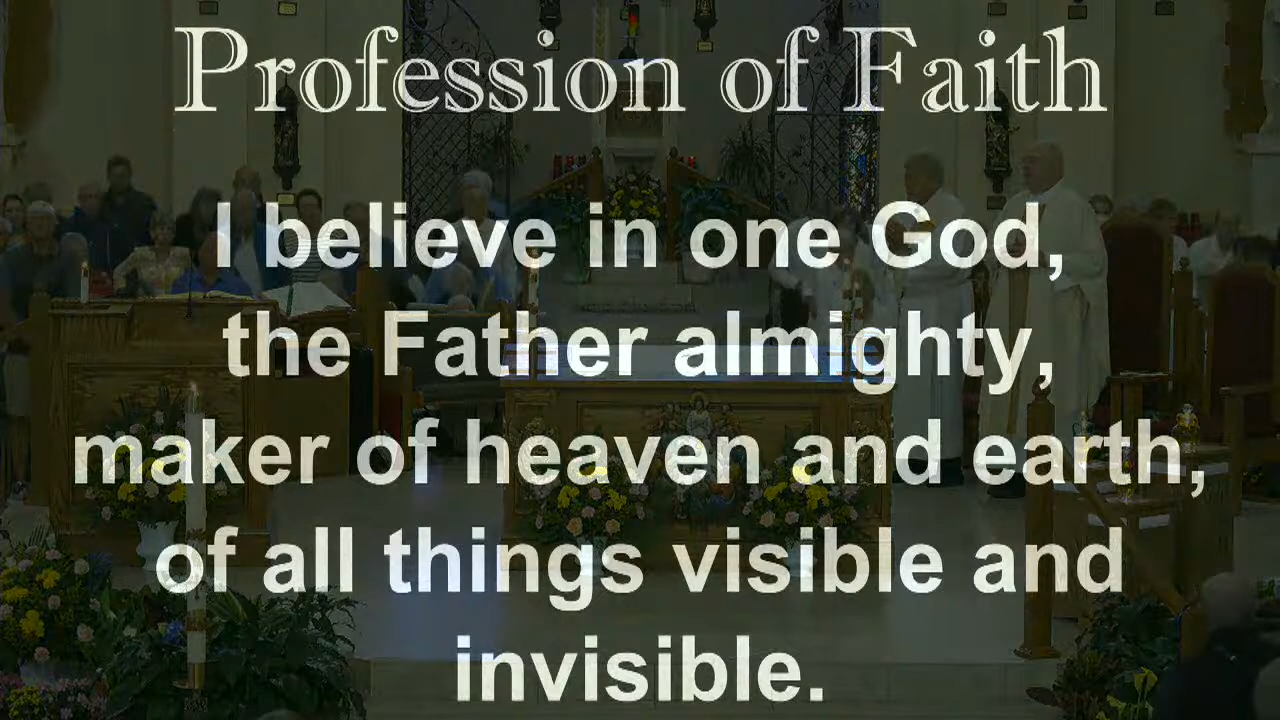 Profession of Faith
I believe in one God,
the Father almighty,
maker of heaven and earth,
of all things visible and
invisible.